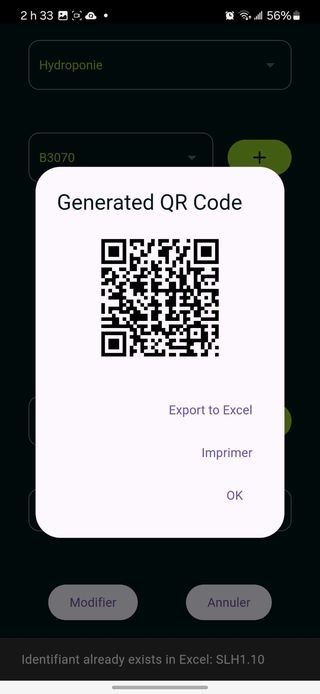 2 h 33
56%
Hydroponie
B3070
+
Generated QR Code
Export to Excel
Imprimer
OK
Modifier
Annuler
Identifiant already exists in Excel: SLH1.10